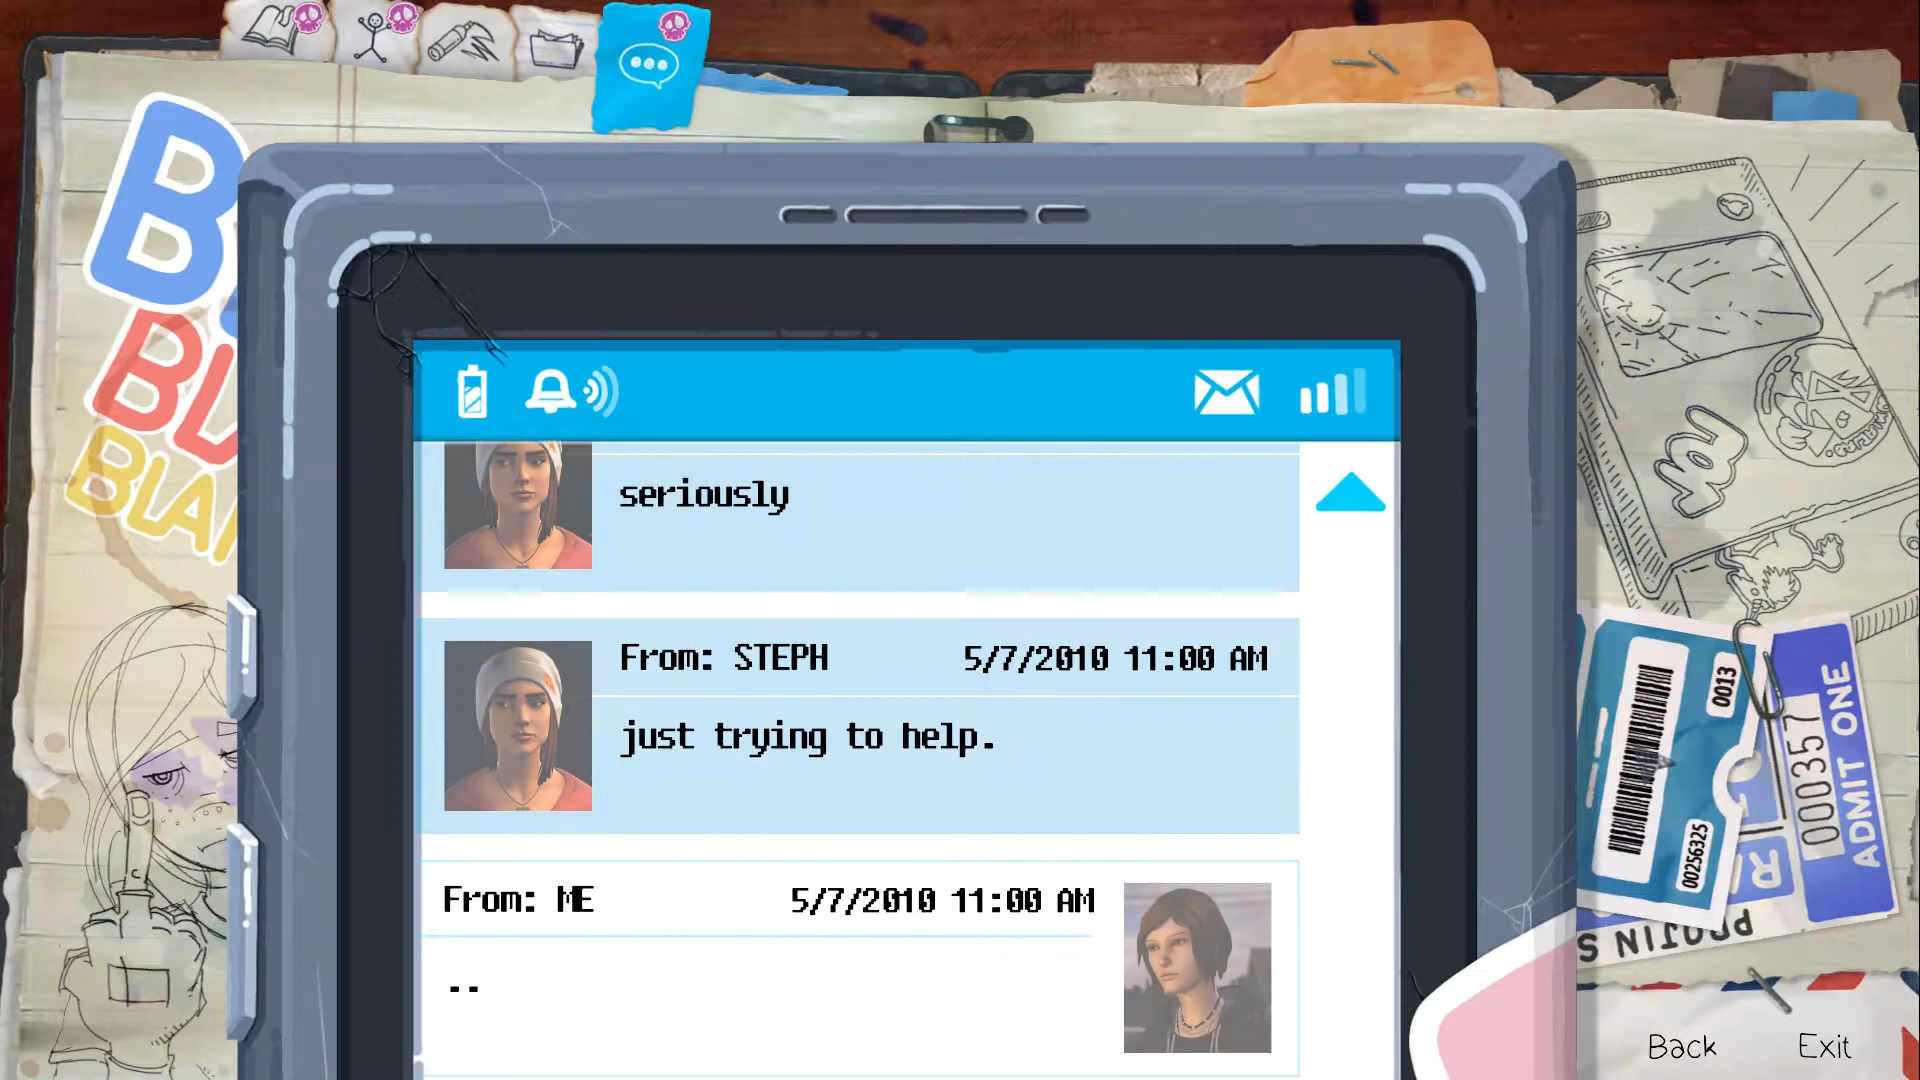 seriously
From: STEPH 5/7/2010 11:00 AM
just trying to help.
From: ME 5/7/2010 11:00 AM
..
BLA
0013
00256325
000357
ADMIT ONE
Back Exit